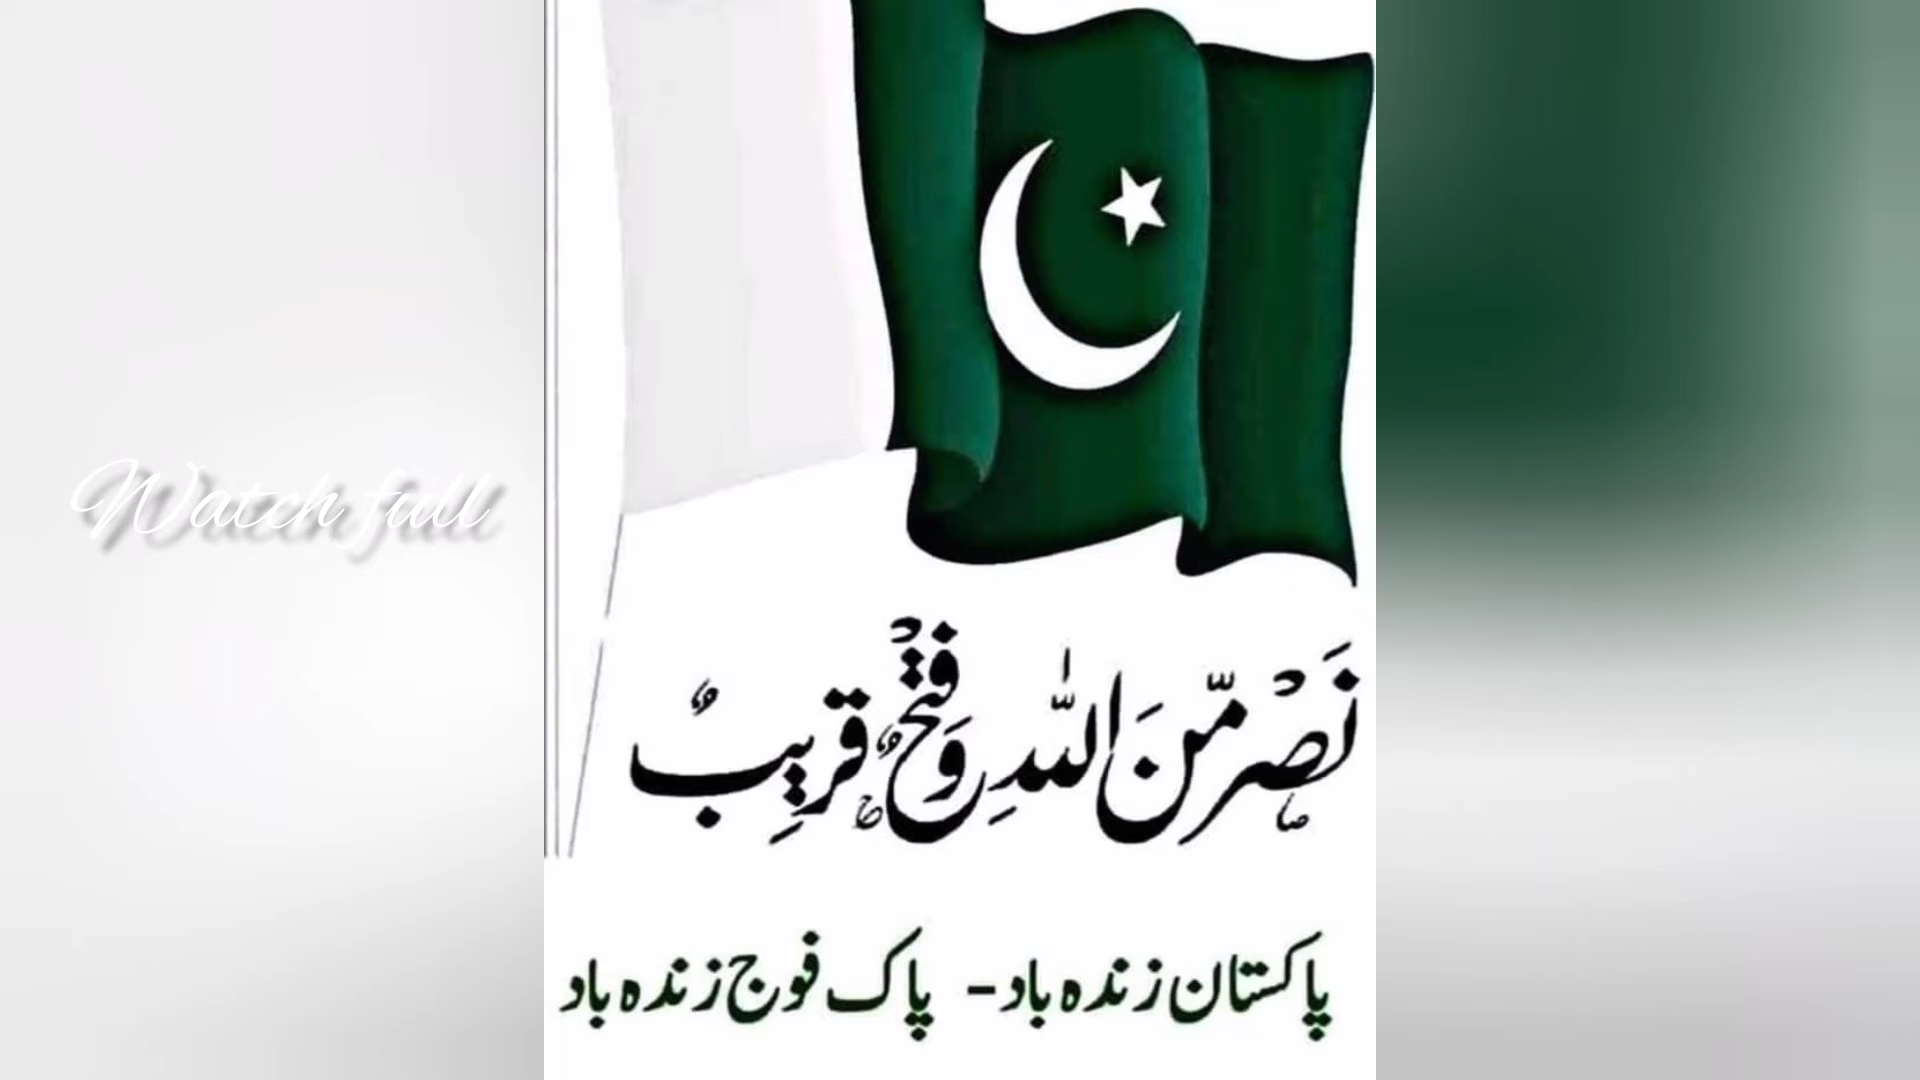 Watch full
نَصْرٌ مِّنَ اللّٰہِ وَفَتْحٌ قَرِیْبٌ
پاکستان زندہ باد - پاک فوج زندہ باد